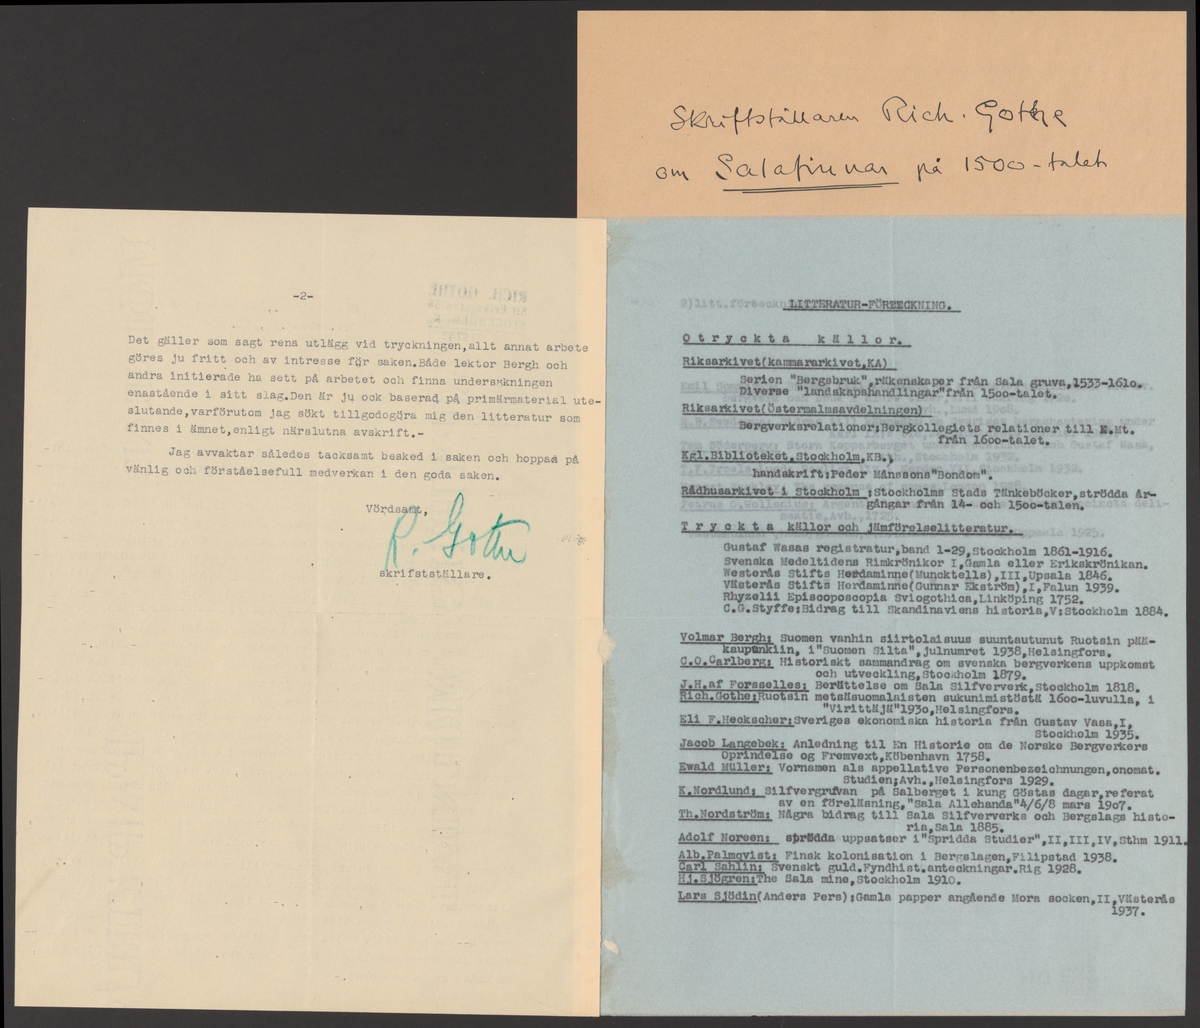 Skriftställaren Rich. Gothe
om Salafinnar på 1500-talet
-2-
Det gäller som sagt rena utlägg vid tryckningen,allt annat arbete
göres ju fritt och av intresse för saken.Både lektor Bergh och
andra initierade ha sett på arbetet och finna undersökningen
enastående i sitt slag.Den är ju ock baserad på primärmaterial ute-
slutande,varförutom jag sökt tillgodogöra mig den litteratur som
finnes i ämnet,enligt närslutna avskrift.-
Jag avvaktar således tacksamt besked i saken och hoppas på
vänlig och förståelsefull medverkan i den goda saken.
Vördsamt,
R. Gothe
skrifstställare.
LITTERATUR-FÖRTECKNING.
Otryckta källor.
Riksarkivet(kammararkivet,KA)
Serien "Bergsbruk",räkenskaper från Sala gruva,1533-1610.
Diverse "landskapshandlingar"från 1500-talet.
Riksarkivet(Östermalmsavdelningen)
Bergverksrelationer;Bergkollegiets relationer till K.Mt.
från 1600-talet.
Kgl.Biblioteket,Stockholm,KB.)
handskrift;Peder Månssons"Bondom".
Rådhusarkivet i Stockholm ;Stockholms Stads Tänkeböcker,strödda år-
gångar från 14- och 1500-talen.
Tryckta källor och jämförelselitteratur.
Gustaf Wasas registratur,band 1-29,Stockholm 1861-1916.
Svenska Medeltidens Rimkrönikor I,Gamla eller Erikskrönikan.
Westerås Stifts Herdaminne(Muncktells),III,Upsala 1846.
Västerås Stifts Herdaminne(Gunnar Ekström),I,Falun 1939.
Rhyzelii Episcoposcopia Sviogothica,Linköping 1752.
C.G.Styffe;Bidrag till Skandinaviens historia,V;Stockholm 1884.
Volmar Bergh; Suomen vanhin siirtolaisuus suuntautunut Ruotsin pää-
kaupunkiin, i"Suomen Silta",julnumret 1938,Helsingfors.
C.O.Carlberg; Historiskt sammandrag om svenska bergverkens uppkomst
och utveckling,Stockholm 1879.
J.H.af Forsselles; Berättelse om Sala Silfververk,Stockholm 1818.
Rich.Gothe;Ruotsin metsäsuomalaisten sukunimistöstä 1600-luvulla, i
"Virittäjä"1930,Helsingfors.
Eli F.Heckscher;Sveriges ekonomiska historia från Gustav Vasa,I,
Stockholm 1935.
Jacob Langebek; Anledning til En Historie om de Norske Bergverkers
Oprindelse og Fremvext,Köbenhavn 1758.
Ewald Müller; Vornamen als appellative Personenbezeichnungen,onomat.
Studien;Avh.,Helsingfors 1929.
K.Nordlund; Silfvergrufvan på Salberget i kung Göstas dagar,referat
av en föreläsning,"Sala Allehanda"4/6/8 mars 1907.
Th.Nordström; Några bidrag till Sala Silfververks och Bergslags histo-
ria,Sala 1885.
Adolf Noreen; sprödda uppsatser i"Spridda Studier",II,III,IV,Sthm 1911.
Alb.Palmqvist; Finsk kolonisation i Bergslagen,Filipstad 1938.
Carl Sahlin; Svenskt guld.Fyndhist.anteckningar.Rig 1928.
Hj.Sjögren;The Sala mine,Stockholm 1910.
Lars Sjödin(Anders Pers);Gamla papper angående Mora socken,II,Västerås
1937.